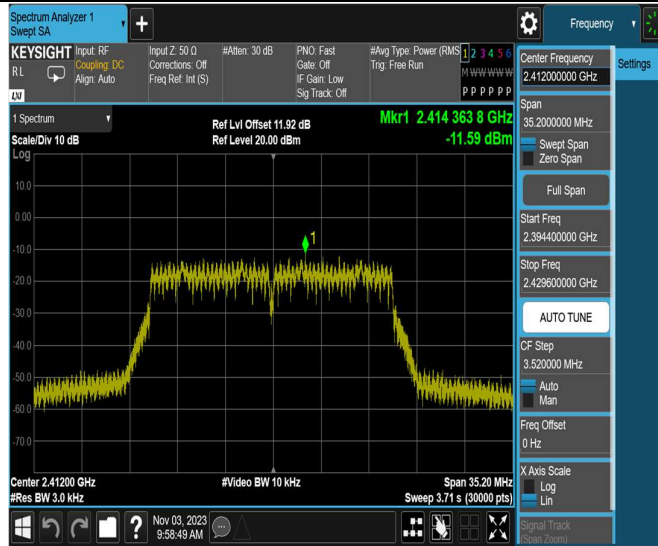 Spectrum Analyzer 1
Swept SA
Frequency
KEYSIGHT
RL
LXI
Input: RF
Coupling: DC
Align: Auto
Input Z: 50 Ω
Corrections: Off
Freq Ref: Int (S)
#Atten: 30 dB
PNO: Fast
Gate: Off
IF Gain: Low
Sig Track: Off
#Avg Type: Power (RMS
Trig: Free Run
1 2 3 4 5 6
M W W W W W
P P P P P P
1 Spectrum
Scale/Div 10 dB
Log
Ref Lvl Offset 11.92 dB
Ref Level 20.00 dBm
Mkr1 2.414 363 8 GHz
-11.59 dBm
10.0
0.00
-10.0
-20.0
-30.0
-40.0
-50.0
-60.0
-70.0
1
Center 2.41200 GHz
#Res BW 3.0 kHz
#Video BW 10 kHz
Span 35.20 MHz
Sweep 3.71 s (30000 pts)
Nov 03, 2023
9:58:49 AM
Center Frequency
2.412000000 GHz
Settings
Span
35.2000000 MHz
Swept Span
Zero Span
Full Span
Start Freq
2.394400000 GHz
Stop Freq
2.429600000 GHz
AUTO TUNE
CF Step
3.520000 MHz
Auto
Man
Freq Offset
0 Hz
X Axis Scale
Log
Lin
Signal Track
(Span Zoom)